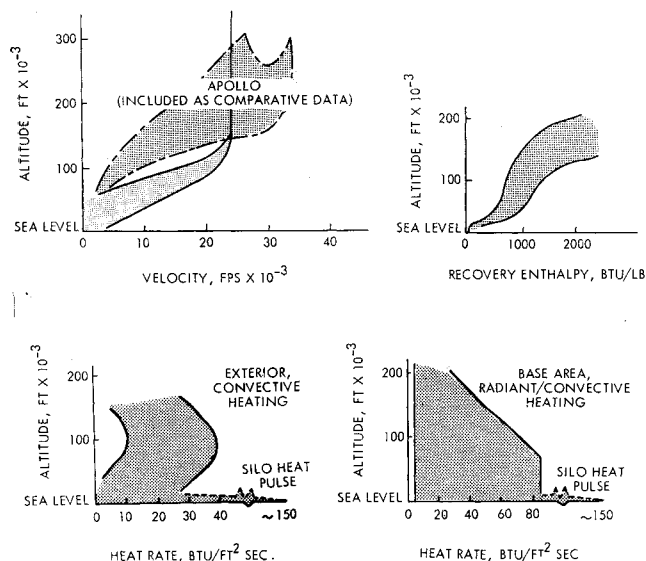 ALTITUDE, FT X 10⁻³
300
200
100
SEA LEVEL
APOLLO
(INCLUDED AS COMPARATIVE DATA)
0 10 20 30 40
VELOCITY, FPS X 10⁻³
ALTITUDE, FT X 10⁻³
200
100
SEA LEVEL
0 1000 2000
RECOVERY ENTHALPY, BTU/LB
ALTITUDE, FT X 10⁻³
200
100
SEA LEVEL
EXTERIOR,
CONVECTIVE
HEATING
SILO HEAT
PULSE
0 10 20 30 40 ~150
HEAT RATE, BTU/FT² SEC.
ALTITUDE, FT X 10⁻³
200
100
SEA LEVEL
BASE AREA,
RADIANT/CONVECTIVE
HEATING
SILO HEAT
PULSE
0 20 40 60 80 ~150
HEAT RATE, BTU/FT² SEC